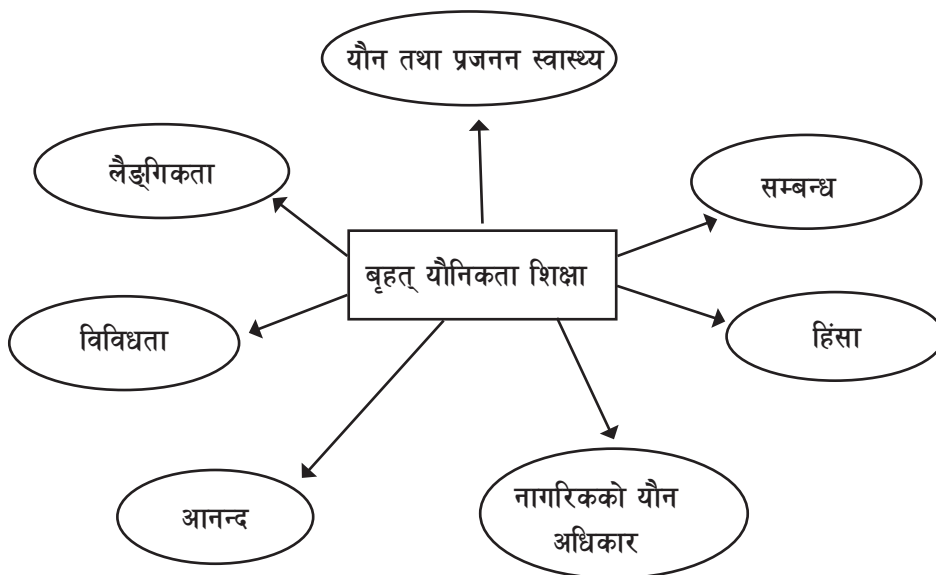 यौन तथा प्रजनन स्वास्थ्य
लैङ्गिकता
सम्बन्ध
बृहत् यौनिकता शिक्षा
विविधता
हिंसा
आनन्द
नागरिकको यौन
अधिकार